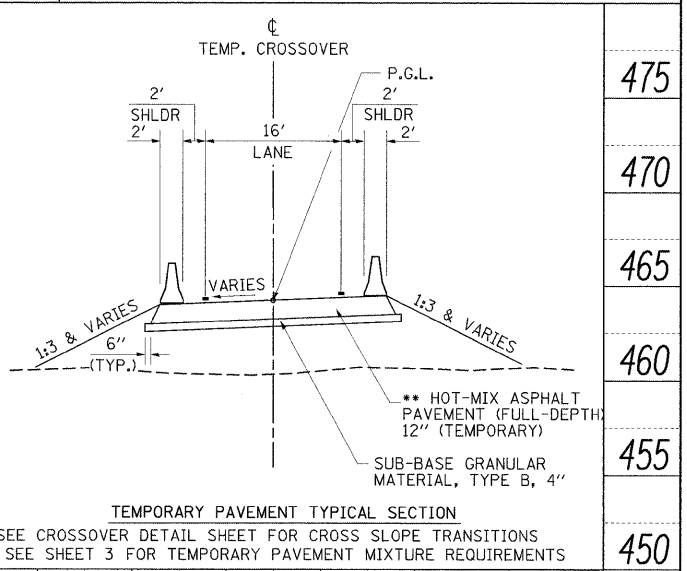 ℄
TEMP. CROSSOVER
P.G.L.
2'
SHLDR
2'
16'
LANE
2'
SHLDR
2'
VARIES
1:3 & VARIES
1:3 & VARIES
6"
(TYP.)
** HOT-MIX ASPHALT
PAVEMENT (FULL-DEPTH)
12" (TEMPORARY)
SUB-BASE GRANULAR
MATERIAL, TYPE B, 4"
TEMPORARY PAVEMENT TYPICAL SECTION
SEE CROSSOVER DETAIL SHEET FOR CROSS SLOPE TRANSITIONS
SEE SHEET 3 FOR TEMPORARY PAVEMENT MIXTURE REQUIREMENTS
475
470
465
460
455
450